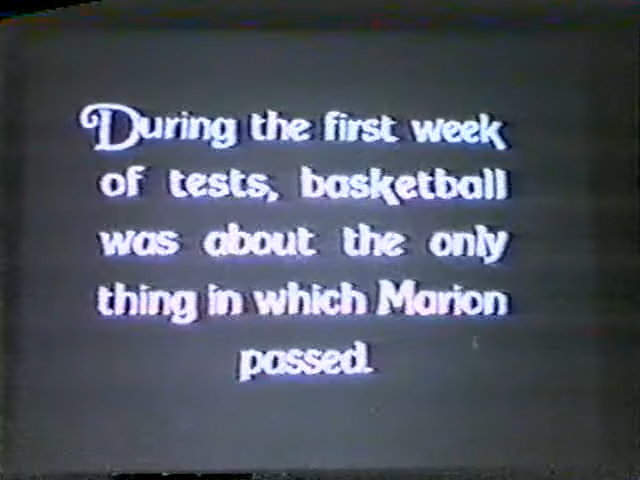 During the first week
of tests, basketball
was about the only
thing in which Marion
passed.